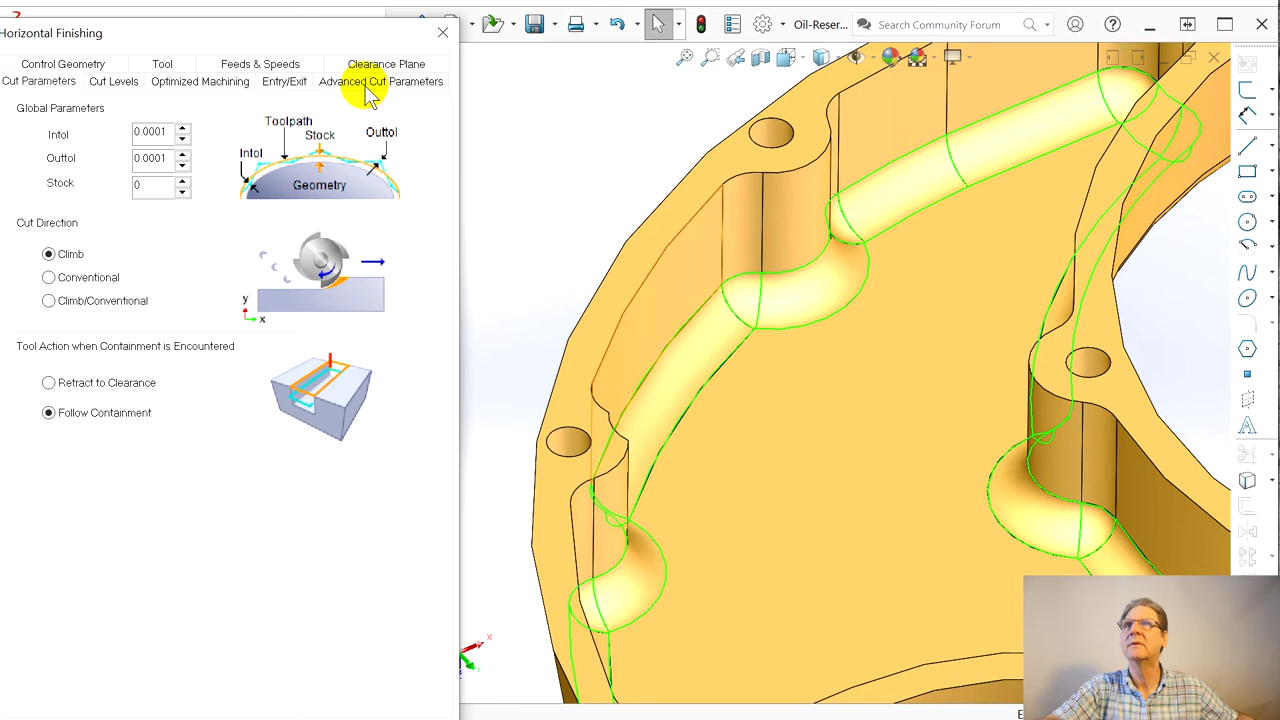 Horizontal Finishing
Oil-Reser...
Search Community Forum
Control Geometry
Tool
Feeds & Speeds
Clearance Plane
Cut Parameters
Cut Levels
Optimized Machining
Entry/Exit
Advanced Cut Parameters
Global Parameters
Intol
0.0001
Outtol
0.0001
Stock
0
Toolpath
Stock
Outtol
Intol
Geometry
Cut Direction
Climb
Conventional
Climb/Conventional
y
x
Tool Action when Containment is Encountered
Retract to Clearance
Follow Containment
X